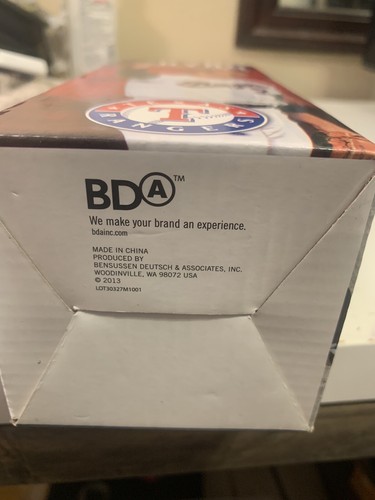 TEXAS
T
RANGERS
BDA™
We make your brand an experience.
bdainc.com
MADE IN CHINA
PRODUCED BY
BENSUSSEN DEUTSCH & ASSOCIATES, INC.
WOODINVILLE, WA 98072 USA
© 2013
LOT30327M1001